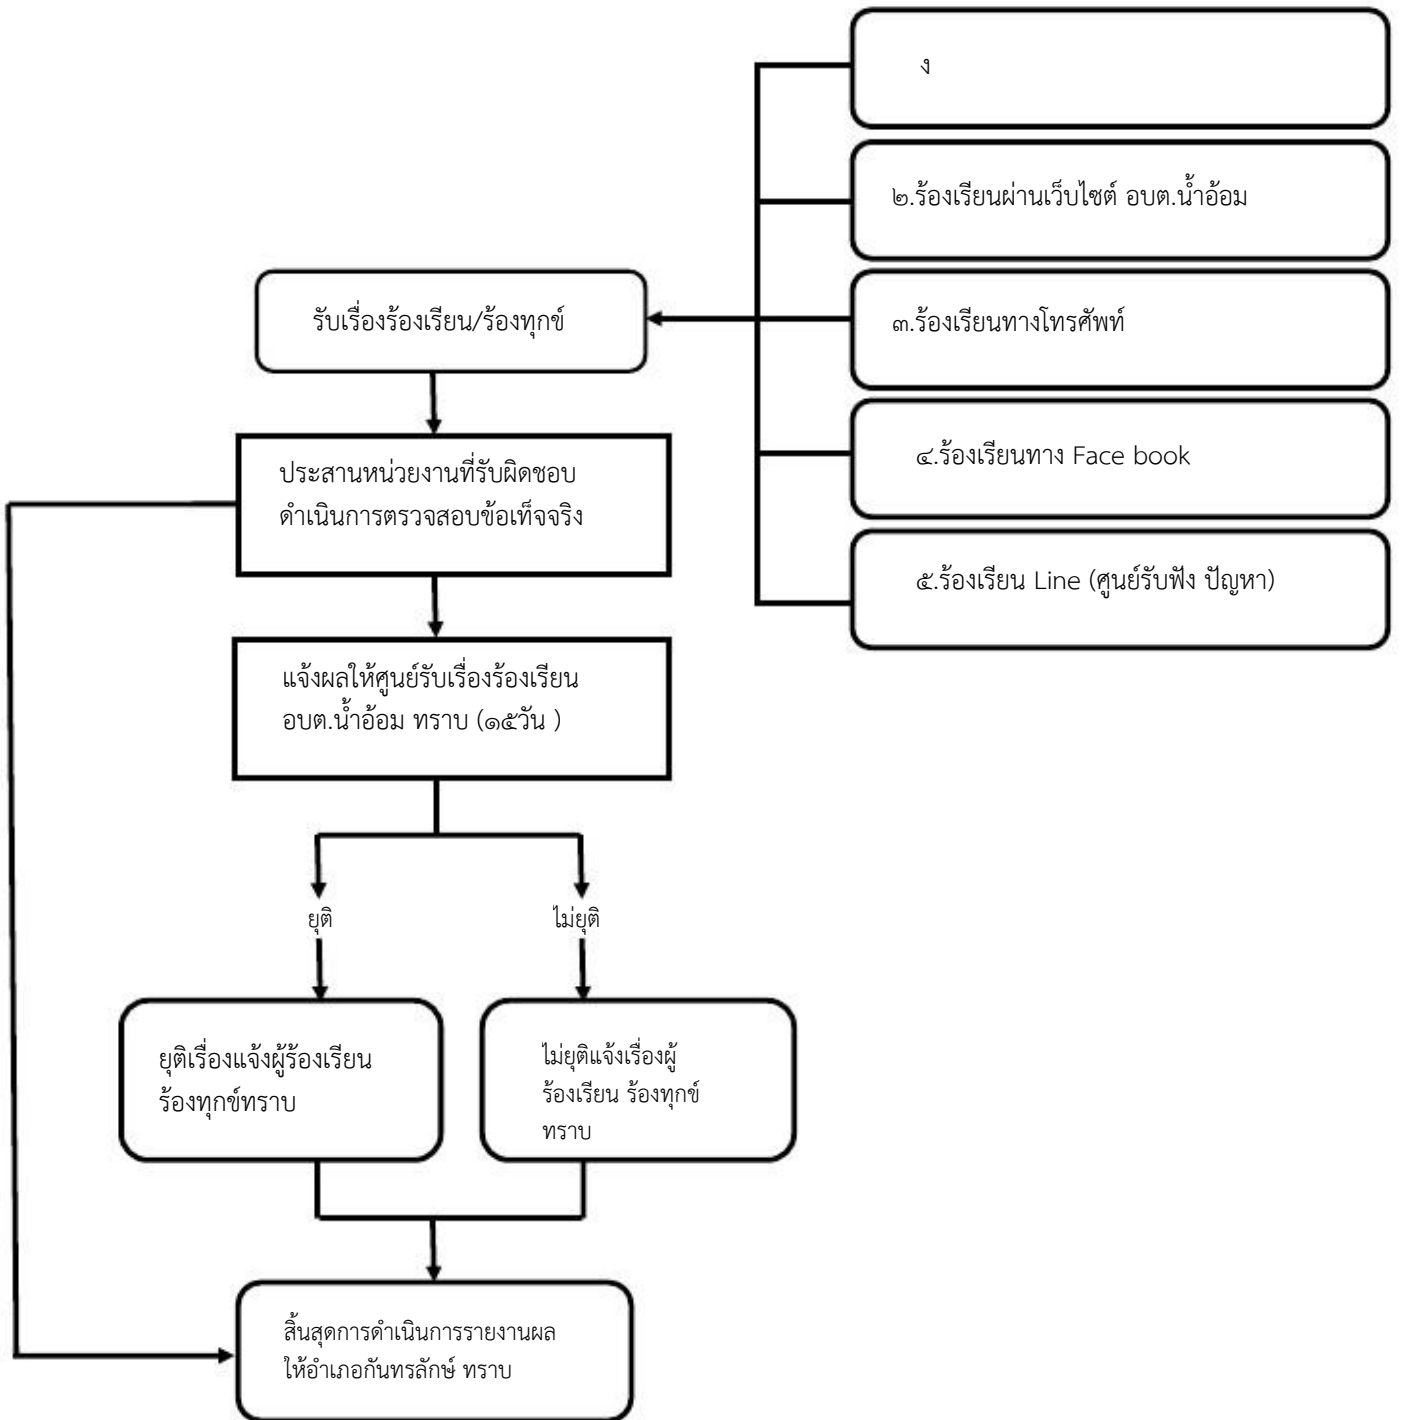 ง
๒.ร้องเรียนผ่านเว็บไซต์ อบต.น้ำอ้อม
รับเรื่องร้องเรียน/ร้องทุกข์
๓.ร้องเรียนทางโทรศัพท์
๔.ร้องเรียนทาง Face book
ประสานหน่วยงานที่รับผิดชอบ
ดำเนินการตรวจสอบข้อเท็จจริง
๕.ร้องเรียน Line (ศูนย์รับฟัง ปัญหา)
แจ้งผลให้ศูนย์รับเรื่องร้องเรียน
อบต.น้ำอ้อม ทราบ (๑๕วัน )
ยุติ
ไม่ยุติ
ยุติเรื่องแจ้งผู้ร้องเรียน
ร้องทุกข์ทราบ
ไม่ยุติแจ้งเรื่องผู้
ร้องเรียน ร้องทุกข์
ทราบ
สิ้นสุดการดำเนินการรายงานผล
ให้อำเภอกันทรลักษ์ ทราบ